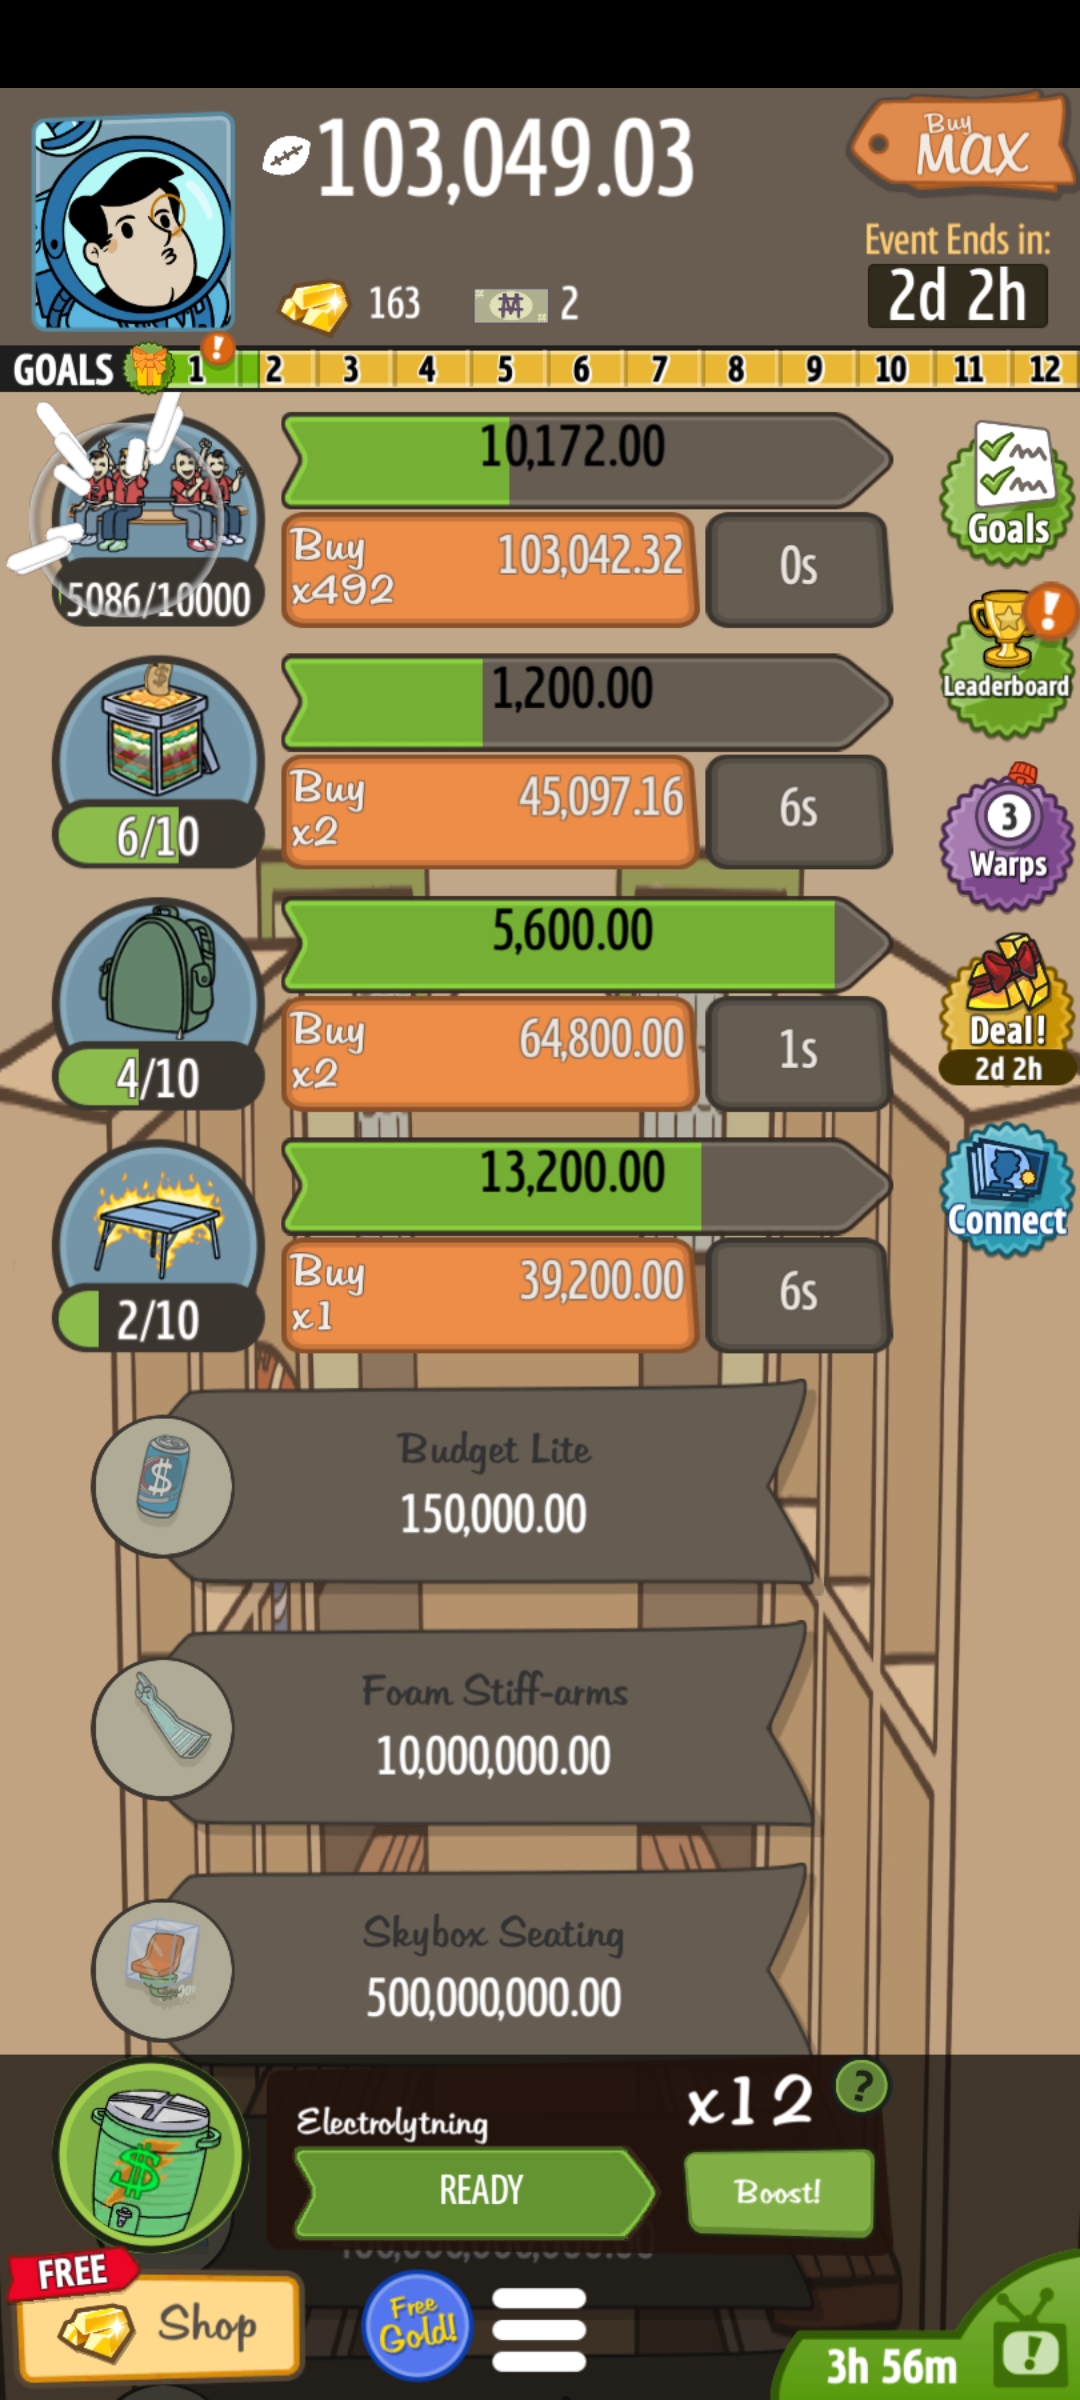 103,049.03
Buy
MAX
Event Ends in:
2d 2h
163
2
GOALS 1 ! 2 3 4 5 6 7 8 9 10 11 12
10,172.00
Buy
x492
103,042.32
0s
5086/10000
Goals
1,200.00
Buy
x2
45,097.16
6s
6/10
!
Leaderboard
5,600.00
Buy
x2
64,800.00
1s
4/10
3
Warps
13,200.00
Buy
x1
39,200.00
6s
2/10
Deal!
2d 2h
Connect
Budget Lite
150,000.00
Foam Stiff-arms
10,000,000.00
Skybox Seating
500,000,000.00
Electrolytning
x12
?
READY
Boost!
FREE
Shop
Free
Gold!
3h 56m
!